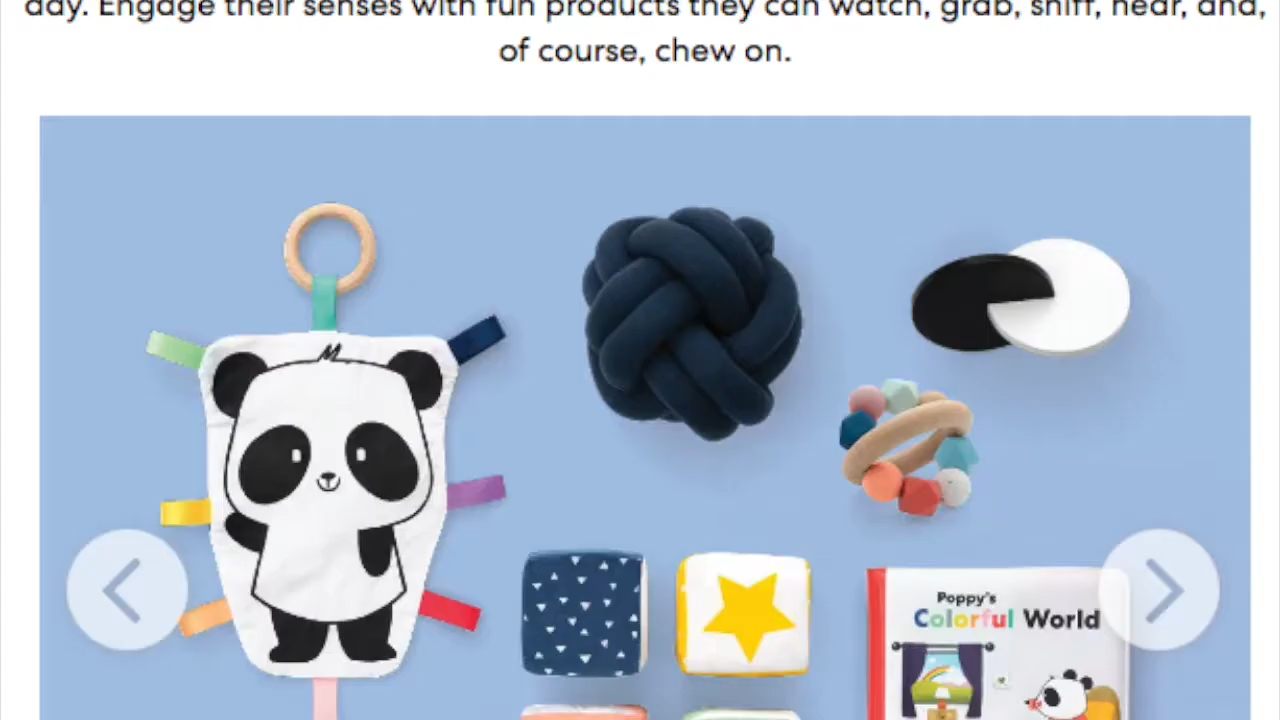 day. Engage their senses with fun products they can watch, grab, sniff, hear, and,
of course, chew on.
Poppy's
Colorful World